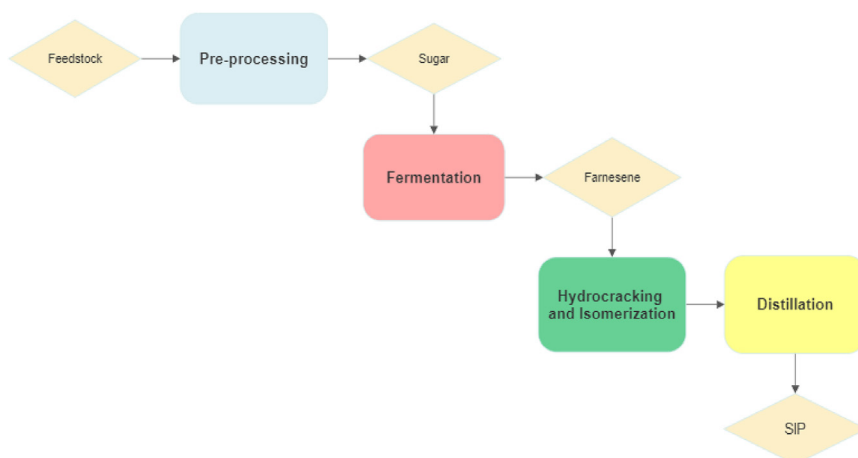 Feedstock
Pre-processing
Sugar
Fermentation
Farnesene
Hydrocracking
and Isomerization
Distillation
SIP